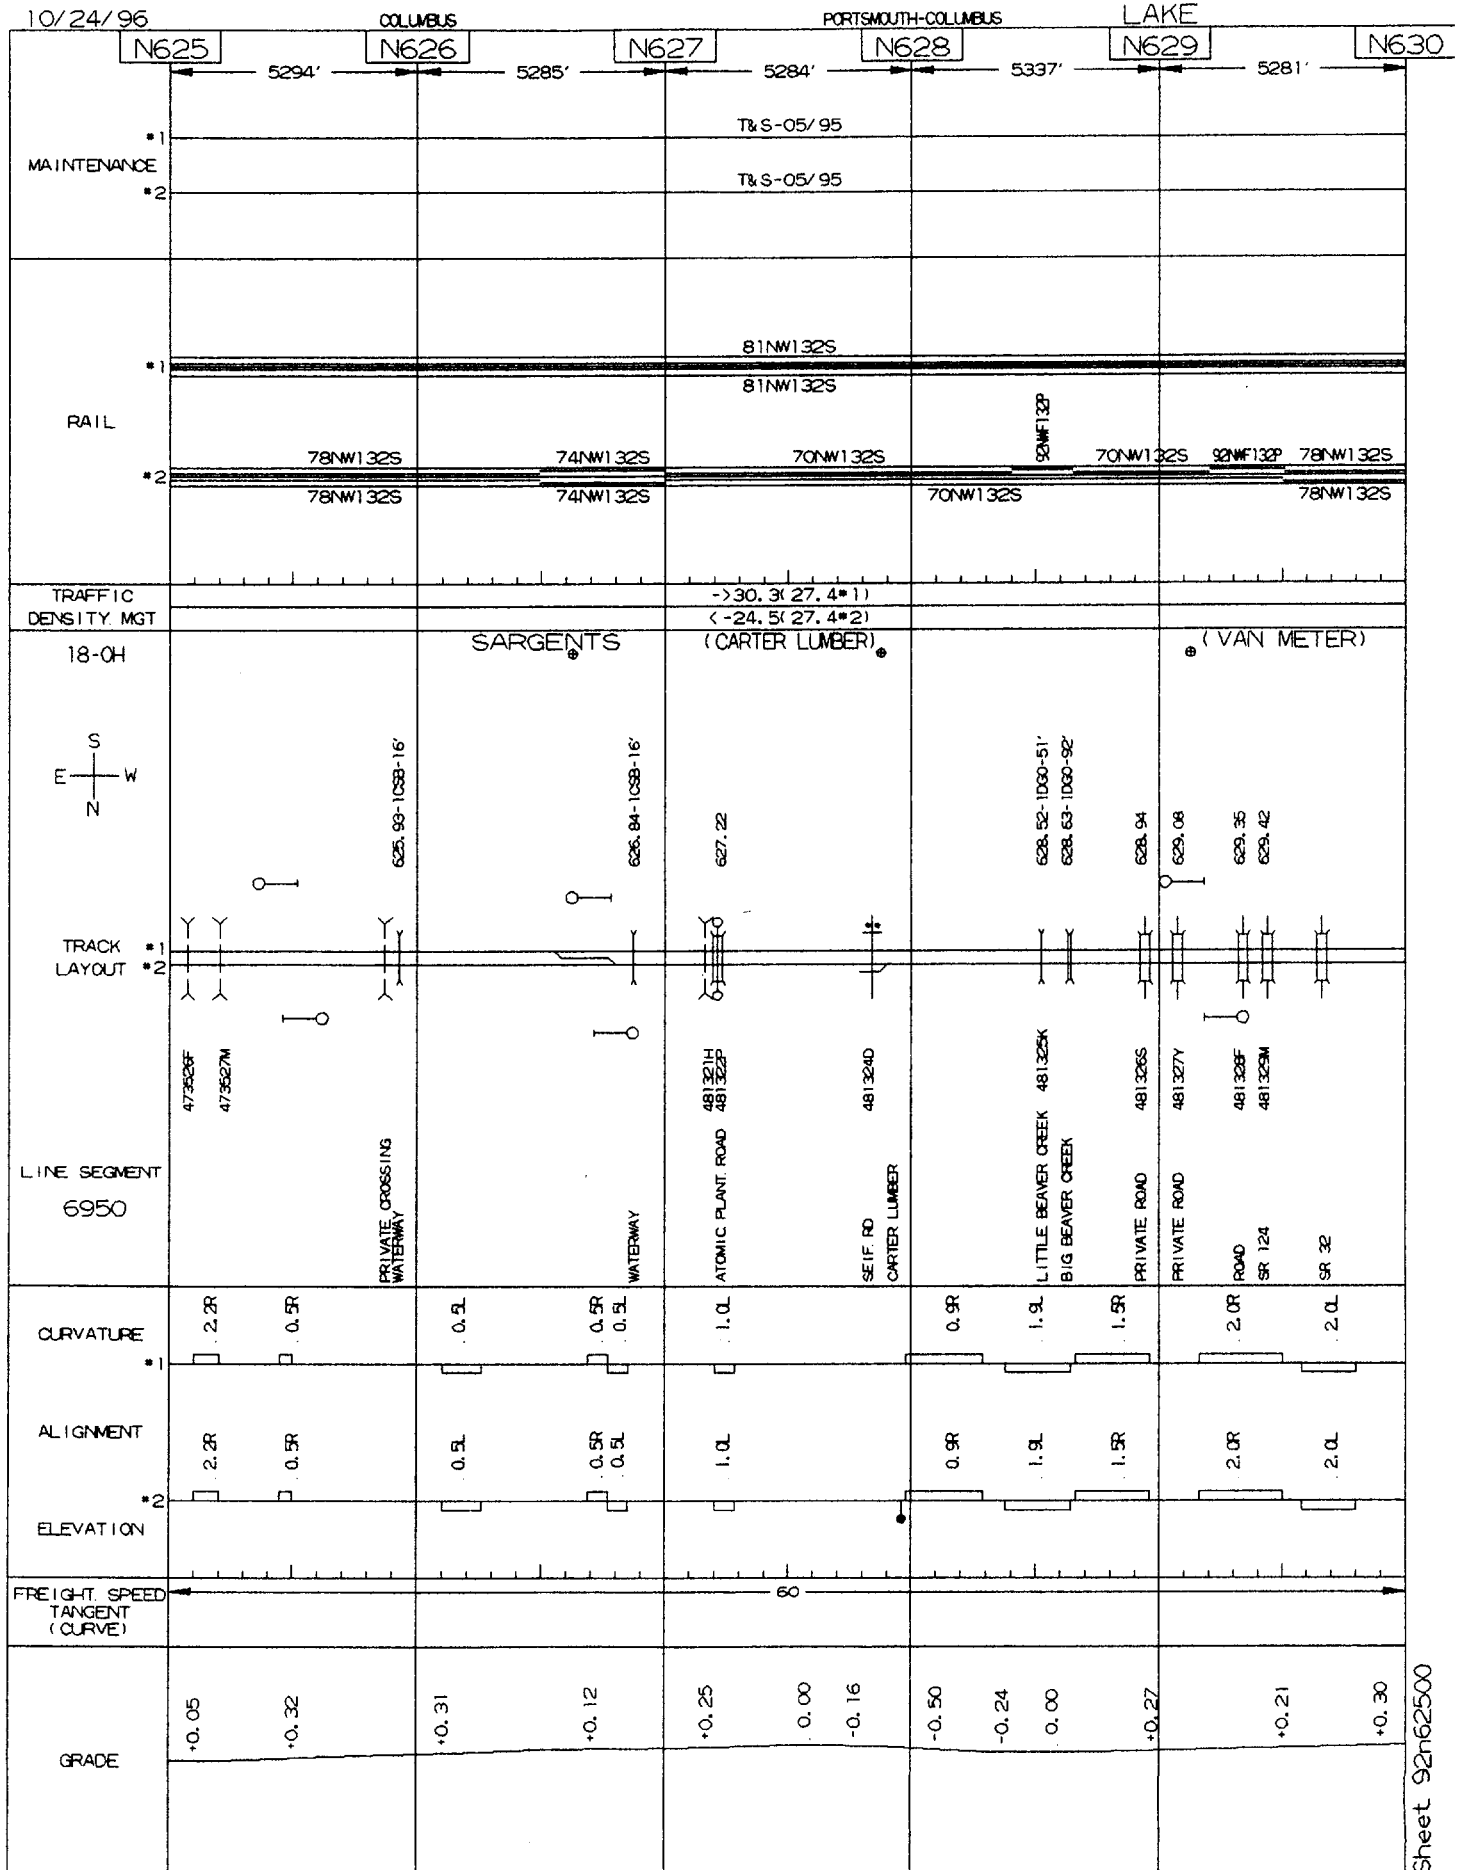 10/24/96 COLUMBUS PORTSMOUTH-COLUMBUS LAKE
N625 N626 N627 N628 N629 N630
5294' 5285' 5284' 5337' 5281'
*1 T&S-05/95
MAINTENANCE
*2 T&S-05/95
81NW132S
*1
81NW132S
RAIL
92NWF132P
78NW132S 74NW132S 70NW132S 70NW132S 92NWF132P 78NW132S
*2
78NW132S 74NW132S 70NW132S 78NW132S
TRAFFIC ->30.3(27.4*1)
DENSITY MGT <-24.5(27.4*2)
18-OH SARGENTS (CARTER LUMBER) (VAN METER)
S
E W
N
625.93-1CSB-16'
626.84-1CSB-16'
627.22
628.52-1DGO-51'
628.63-1DGO-92'
628.94
629.08
629.35
629.42
TRACK *1
LAYOUT *2
473526F
473527M
481321H
481322P
481324D
481325K
481326S
481327Y
481328F
481329M
LINE SEGMENT
6950
PRIVATE CROSSING
WATERWAY
WATERWAY
ATOMIC PLANT ROAD
SEIF RD
CARTER LUMBER
LITTLE BEAVER CREEK
BIG BEAVER CREEK
PRIVATE ROAD
PRIVATE ROAD
ROAD
SR 124
SR 32
CURVATURE 2.2R 0.5R 0.5L 0.5R 0.5L 1.0L 0.9R 1.9L 1.5R 2.0R 2.0L
*1
ALIGNMENT 2.2R 0.5R 0.5L 0.5R 0.5L 1.0L 0.9R 1.9L 1.5R 2.0R 2.0L
*2
ELEVATION
FREIGHT SPEED 60
TANGENT
(CURVE)
GRADE +0.05 +0.32 +0.31 +0.12 +0.25 0.00 -0.16 -0.50 -0.24 0.00 +0.27 +0.21 +0.30
Sheet 92n62500